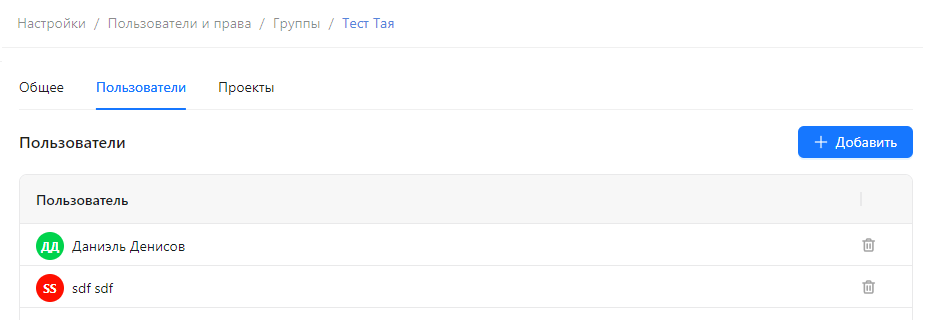 Настройки / Пользователи и права / Группы / Тест Тая
Общее Пользователи Проекты
Пользователи
+ Добавить
Пользователь
ДД Даниэль Денисов
SS sdf sdf